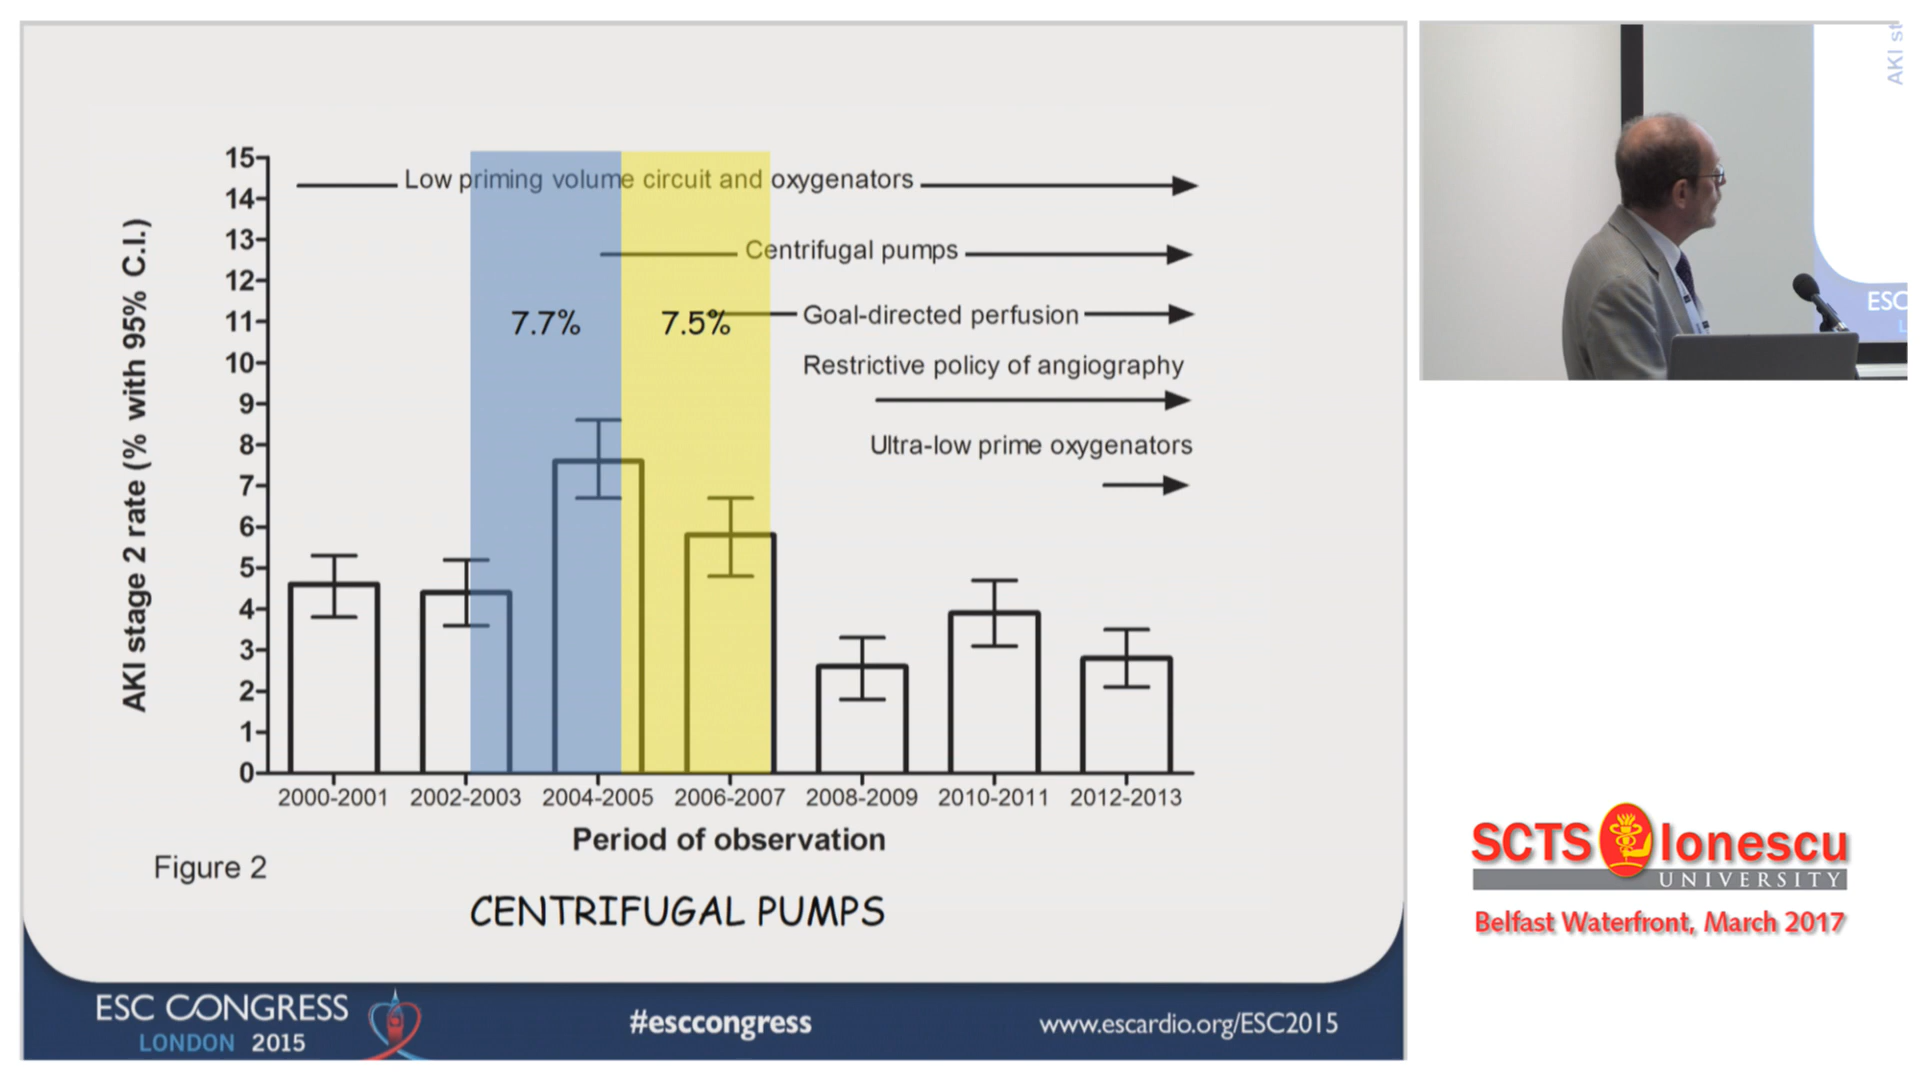 15
14
13
12
11
10
9
8
7
6
5
4
3
2
1
0
AKI stage 2 rate (% with 95% C.I.)
Low priming volume circuit and oxygenators
Centrifugal pumps
7.7%
7.5%
Goal-directed perfusion
Restrictive policy of angiography
Ultra-low prime oxygenators
2000-2001 2002-2003 2004-2005 2006-2007 2008-2009 2010-2011 2012-2013
Period of observation
Figure 2
CENTRIFUGAL PUMPS
ESC CONGRESS
LONDON 2015
#esccongress
www.escardio.org/ESC2015
AKI st
ESC
L
SCTS Ionescu
UNIVERSITY
Belfast Waterfront, March 2017